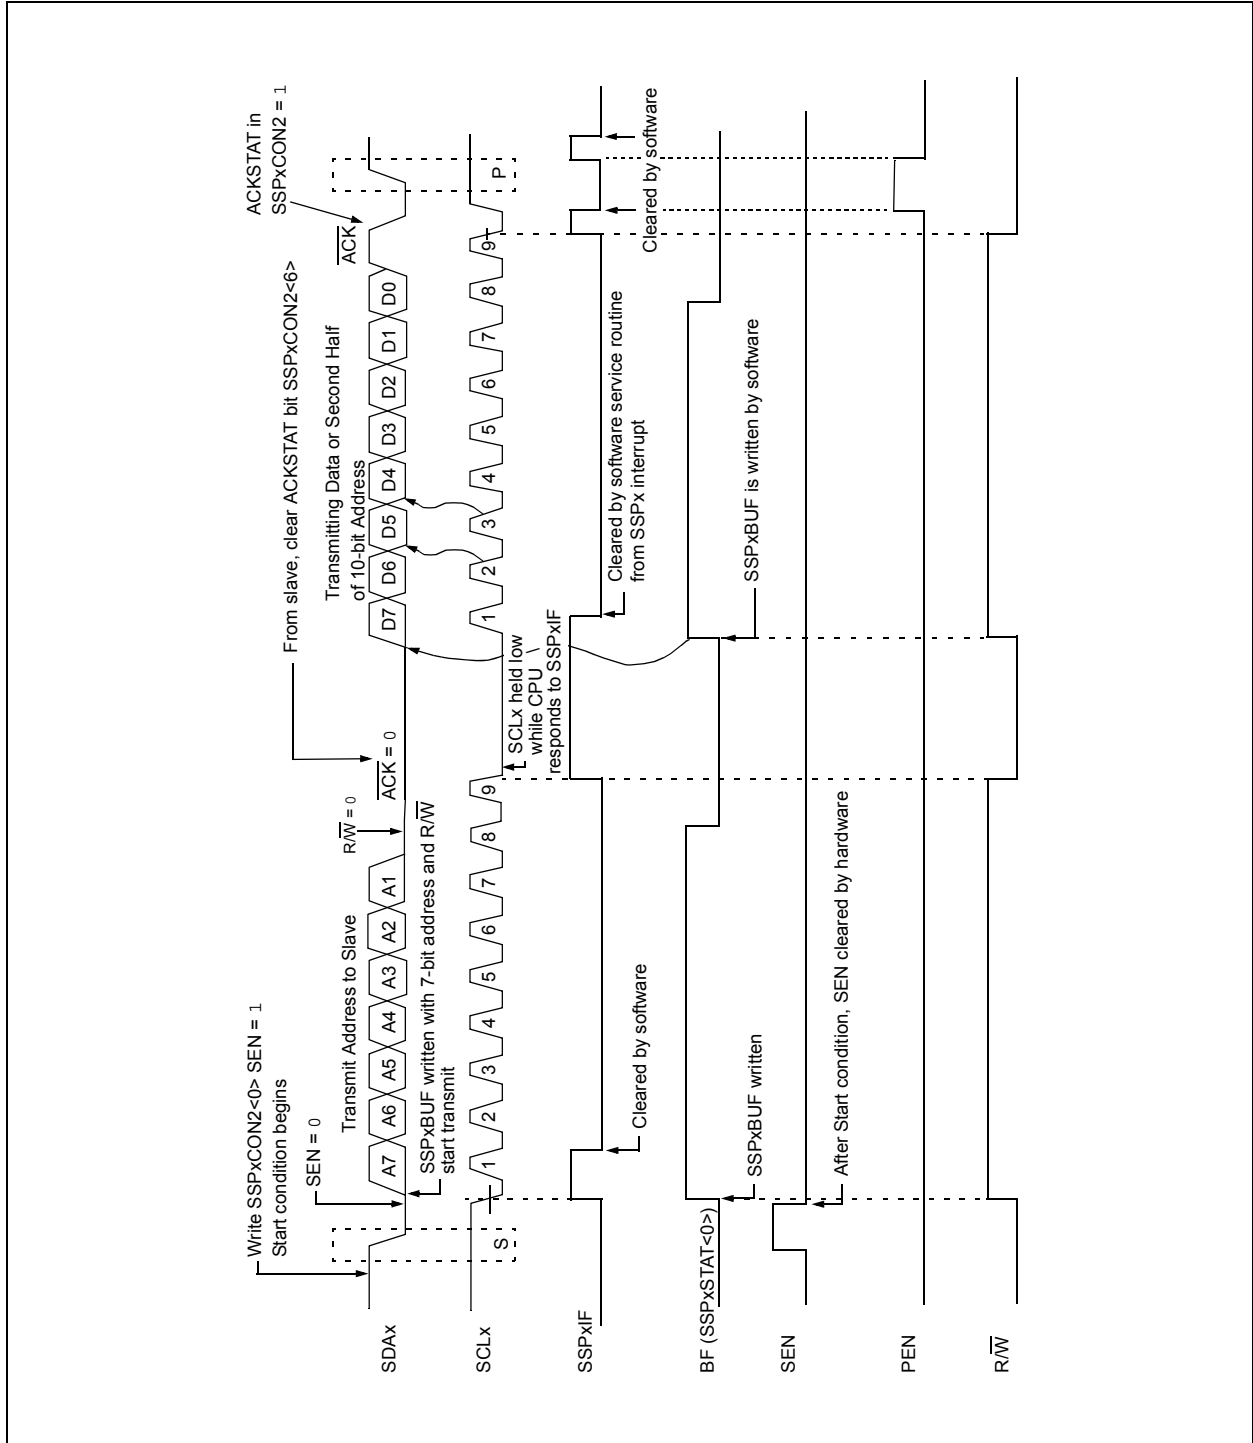 Write SSPxCON2<0> SEN = 1
Start condition begins
SEN = 0
Transmit Address to Slave
R/W = 0
From slave, clear ACKSTAT bit SSPxCON2<6>
ACK = 0
Transmitting Data or Second Half
of 10-bit Address
ACKSTAT in
SSPxCON2 = 1
ACK
SDAx
A7 A6 A5 A4 A3 A2 A1
D7 D6 D5 D4 D3 D2 D1 D0
SSPxBUF written with 7-bit address and R/W
start transmit
SCLx
S
1 2 3 4 5 6 7 8 9
1 2 3 4 5 6 7 8 9
P
SCLx held low
while CPU
responds to SSPxIF
SSPxIF
Cleared by software
Cleared by software service routine
from SSPx interrupt
Cleared by software
Cleared by software
BF (SSPxSTAT<0>)
SSPxBUF written
SSPxBUF is written by software
SEN
After Start condition, SEN cleared by hardware
PEN
R/W